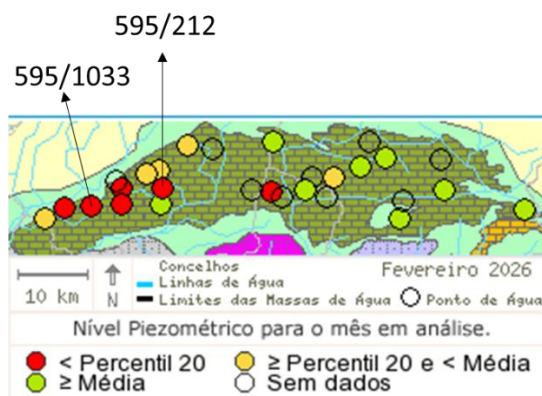 595/212
595/1033
Concelhos
Linhas de Água
Limites das Massas de Água
Fevereiro 2026
Ponto de Água
10 km
N
Nível Piezométrico para o mês em análise.
< Percentil 20
≥ Percentil 20 e < Média
≥ Média
Sem dados